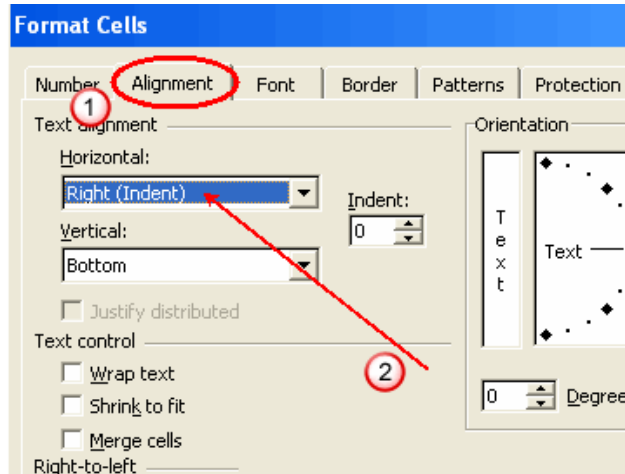 Format Cells
Number Alignment Font Border Patterns Protection
1
Text alignment
Orientation
Horizontal:
Right (Indent)
Indent:
0
Vertical:
Bottom
Text
Text
Justify distributed
Text control
2
Wrap text
Shrink to fit
Merge cells
0 Degree
Right-to-left